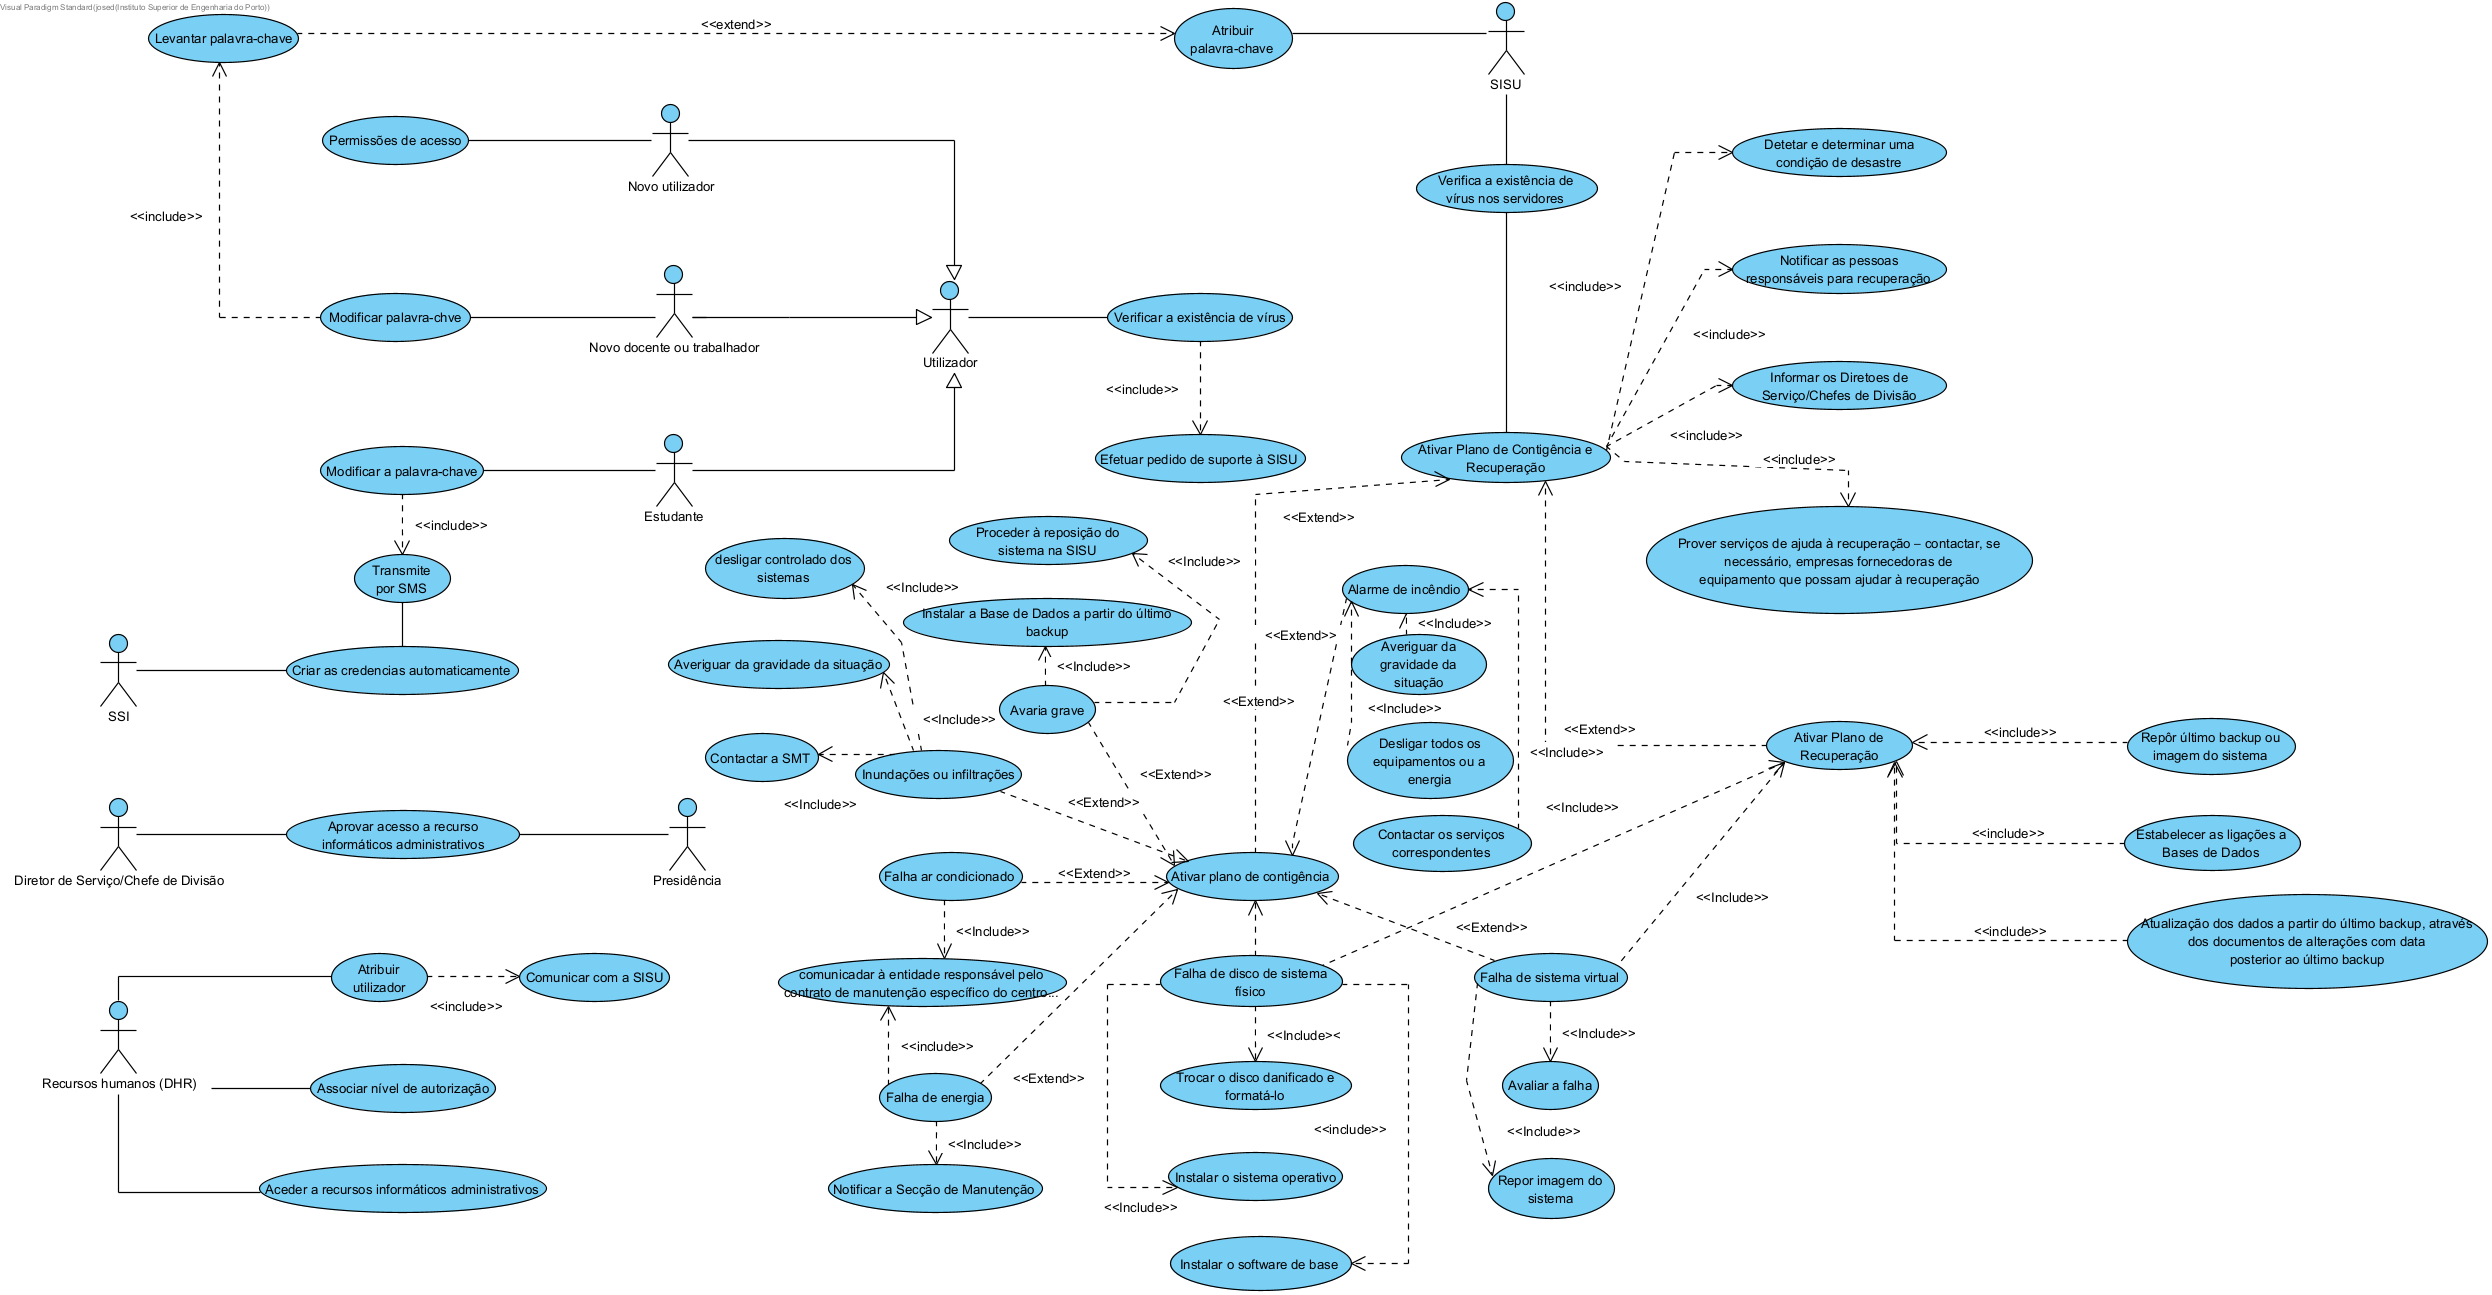 Visual Paradigm Standard(josed(Instituto Superior de Engenharia do Porto))
Levantar palavra-chave
<<extend>>
Atribuir
palavra-chave
SISU
Permissões de acesso
Novo utilizador
<<include>>
Verifica a existência de
vírus nos servidores
Detetar e determinar uma
condição de desastre
<<include>>
Notificar as pessoas
responsáveis para recuperação
<<include>>
Modificar palavra-chve
Novo docente ou trabalhador
Utilizador
Verificar a existência de vírus
<<include>>
Informar os Diretoes de
Serviço/Chefes de Divisão
<<include>>
<<include>>
Efetuar pedido de suporte à SISU
Ativar Plano de Contigência e
Recuperação
Modificar a palavra-chave
<<include>>
Estudante
Transmite
por SMS
<<Extend>>
Prover serviços de ajuda à recuperação – contactar, se
necessário, empresas fornecedoras de
equipamento que possam ajudar à recuperação
Proceder à reposição do
sistema na SISU
<<Include>>
desligar controlado dos
sistemas
<<Include>>
Instalar a Base de Dados a partir do último
backup
<<Include>>
Alarme de incêndio
<<Include>>
<<Extend>>
Averiguar da
gravidade da
situação
<<Include>>
Averiguar da gravidade da situação
SSI
Criar as credencias automaticamente
Avaria grave
<<Extend>>
<<Include>>
Contactar a SMT
Inundações ou infiltrações
<<Include>>
<<Extend>>
<<Extend>>
Desligar todos os
equipamentos ou a
energia
<<Extend>>
<<Include>>
Ativar Plano de
Recuperação
<<include>>
Repôr último backup ou
imagem do sistema
Diretor de Serviço/Chefe de Divisão
Aprovar acesso a recurso
informáticos administrativos
Presidência
Contactar os serviços
correspondentes
<<Include>>
<<include>>
Estabelecer as ligações a
Bases de Dados
Falha ar condicionado
<<Extend>>
Ativar plano de contigência
<<Include>>
<<Include>>
<<Extend>>
<<include>>
Atualização dos dados a partir do último backup, através
dos documentos de alterações com data
posterior ao último backup
Atribuir
utilizador
<<include>>
Comunicar com a SISU
comunicadar à entidade responsável pelo
contrato de manutenção específico do centro...
Falha de disco de sistema
físico
Falha de sistema virtual
Recursos humanos (DHR)
Associar nível de autorização
<<include>>
<<Include<
<<Include>>
Falha de energia
<<Extend>>
Trocar o disco danificado e
formatá-lo
Avaliar a falha
<<Include>>
<<include>>
<<Include>>
Aceder a recursos informáticos administrativos
Notificar a Secção de Manutenção
Instalar o sistema operativo
<<Include>>
Repor imagem do
sistema
Instalar o software de base